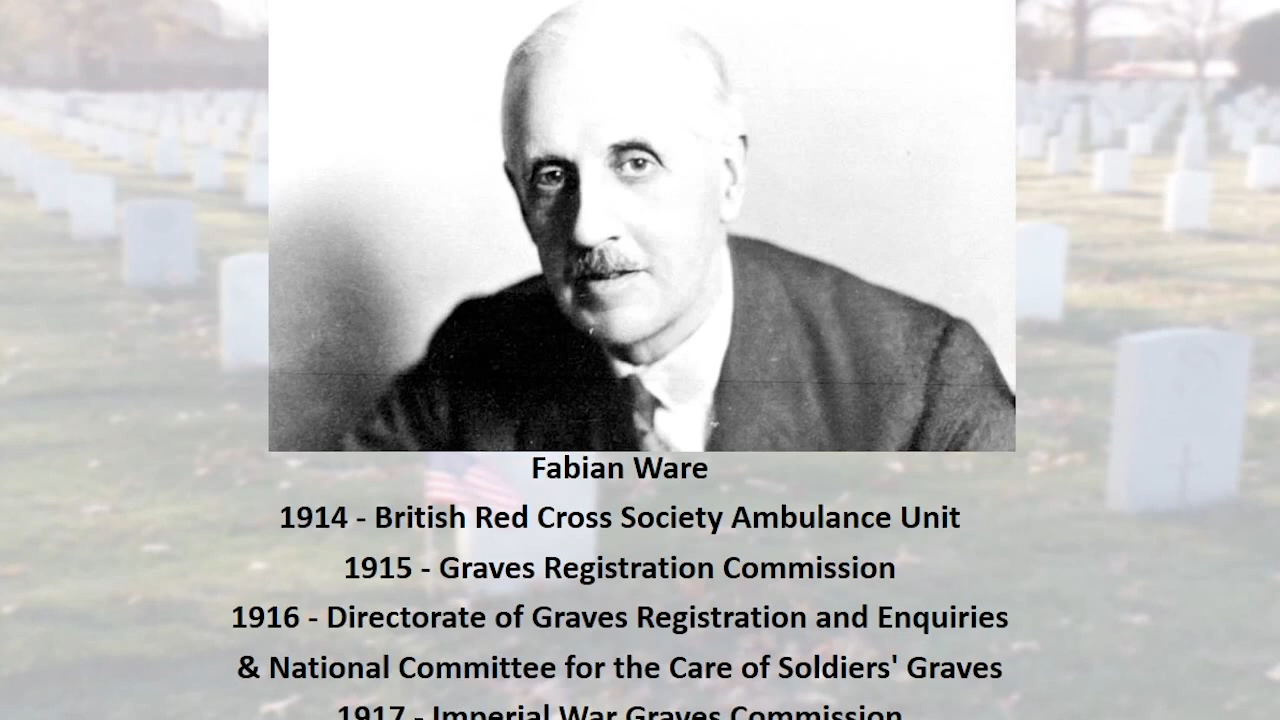 Fabian Ware
1914 - British Red Cross Society Ambulance Unit
1915 - Graves Registration Commission
1916 - Directorate of Graves Registration and Enquiries
& National Committee for the Care of Soldiers' Graves
1917 - Imperial War Graves Commission